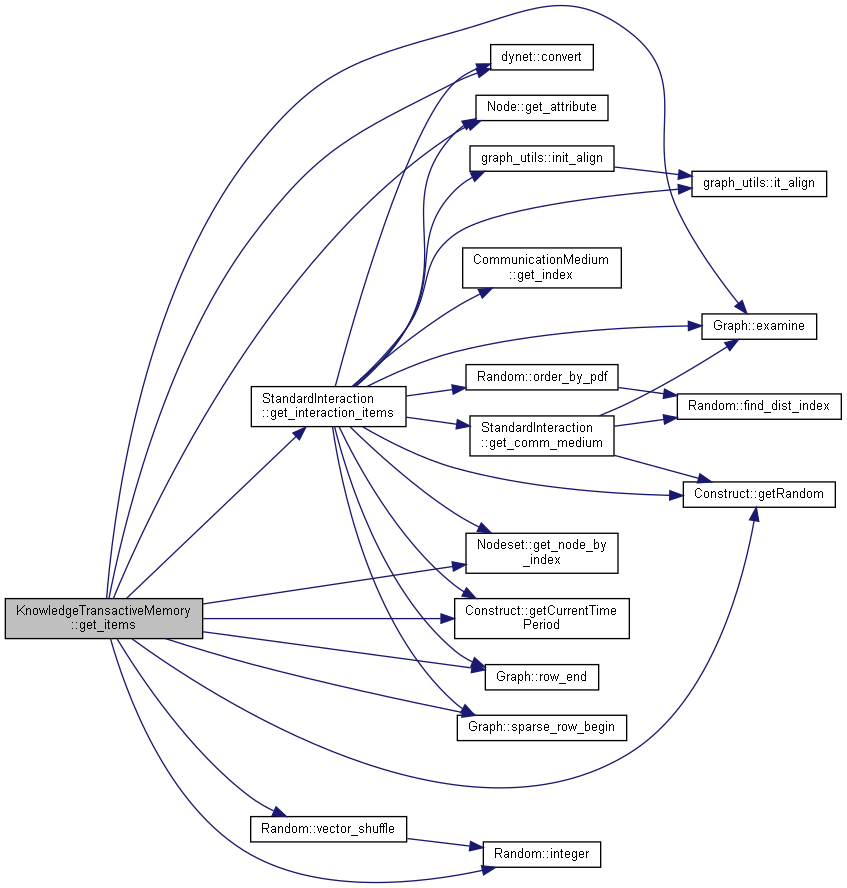 dynet::convert
Node::get_attribute
graph_utils::init_align
graph_utils::it_align
CommunicationMedium
::get_index
Graph::examine
Random::order_by_pdf
StandardInteraction
::get_interaction_items
Random::find_dist_index
StandardInteraction
::get_comm_medium
Construct::getRandom
Nodeset::get_node_by
_index
KnowledgeTransactiveMemory
::get_items
Construct::getCurrentTime
Period
Graph::row_end
Graph::sparse_row_begin
Random::vector_shuffle
Random::integer